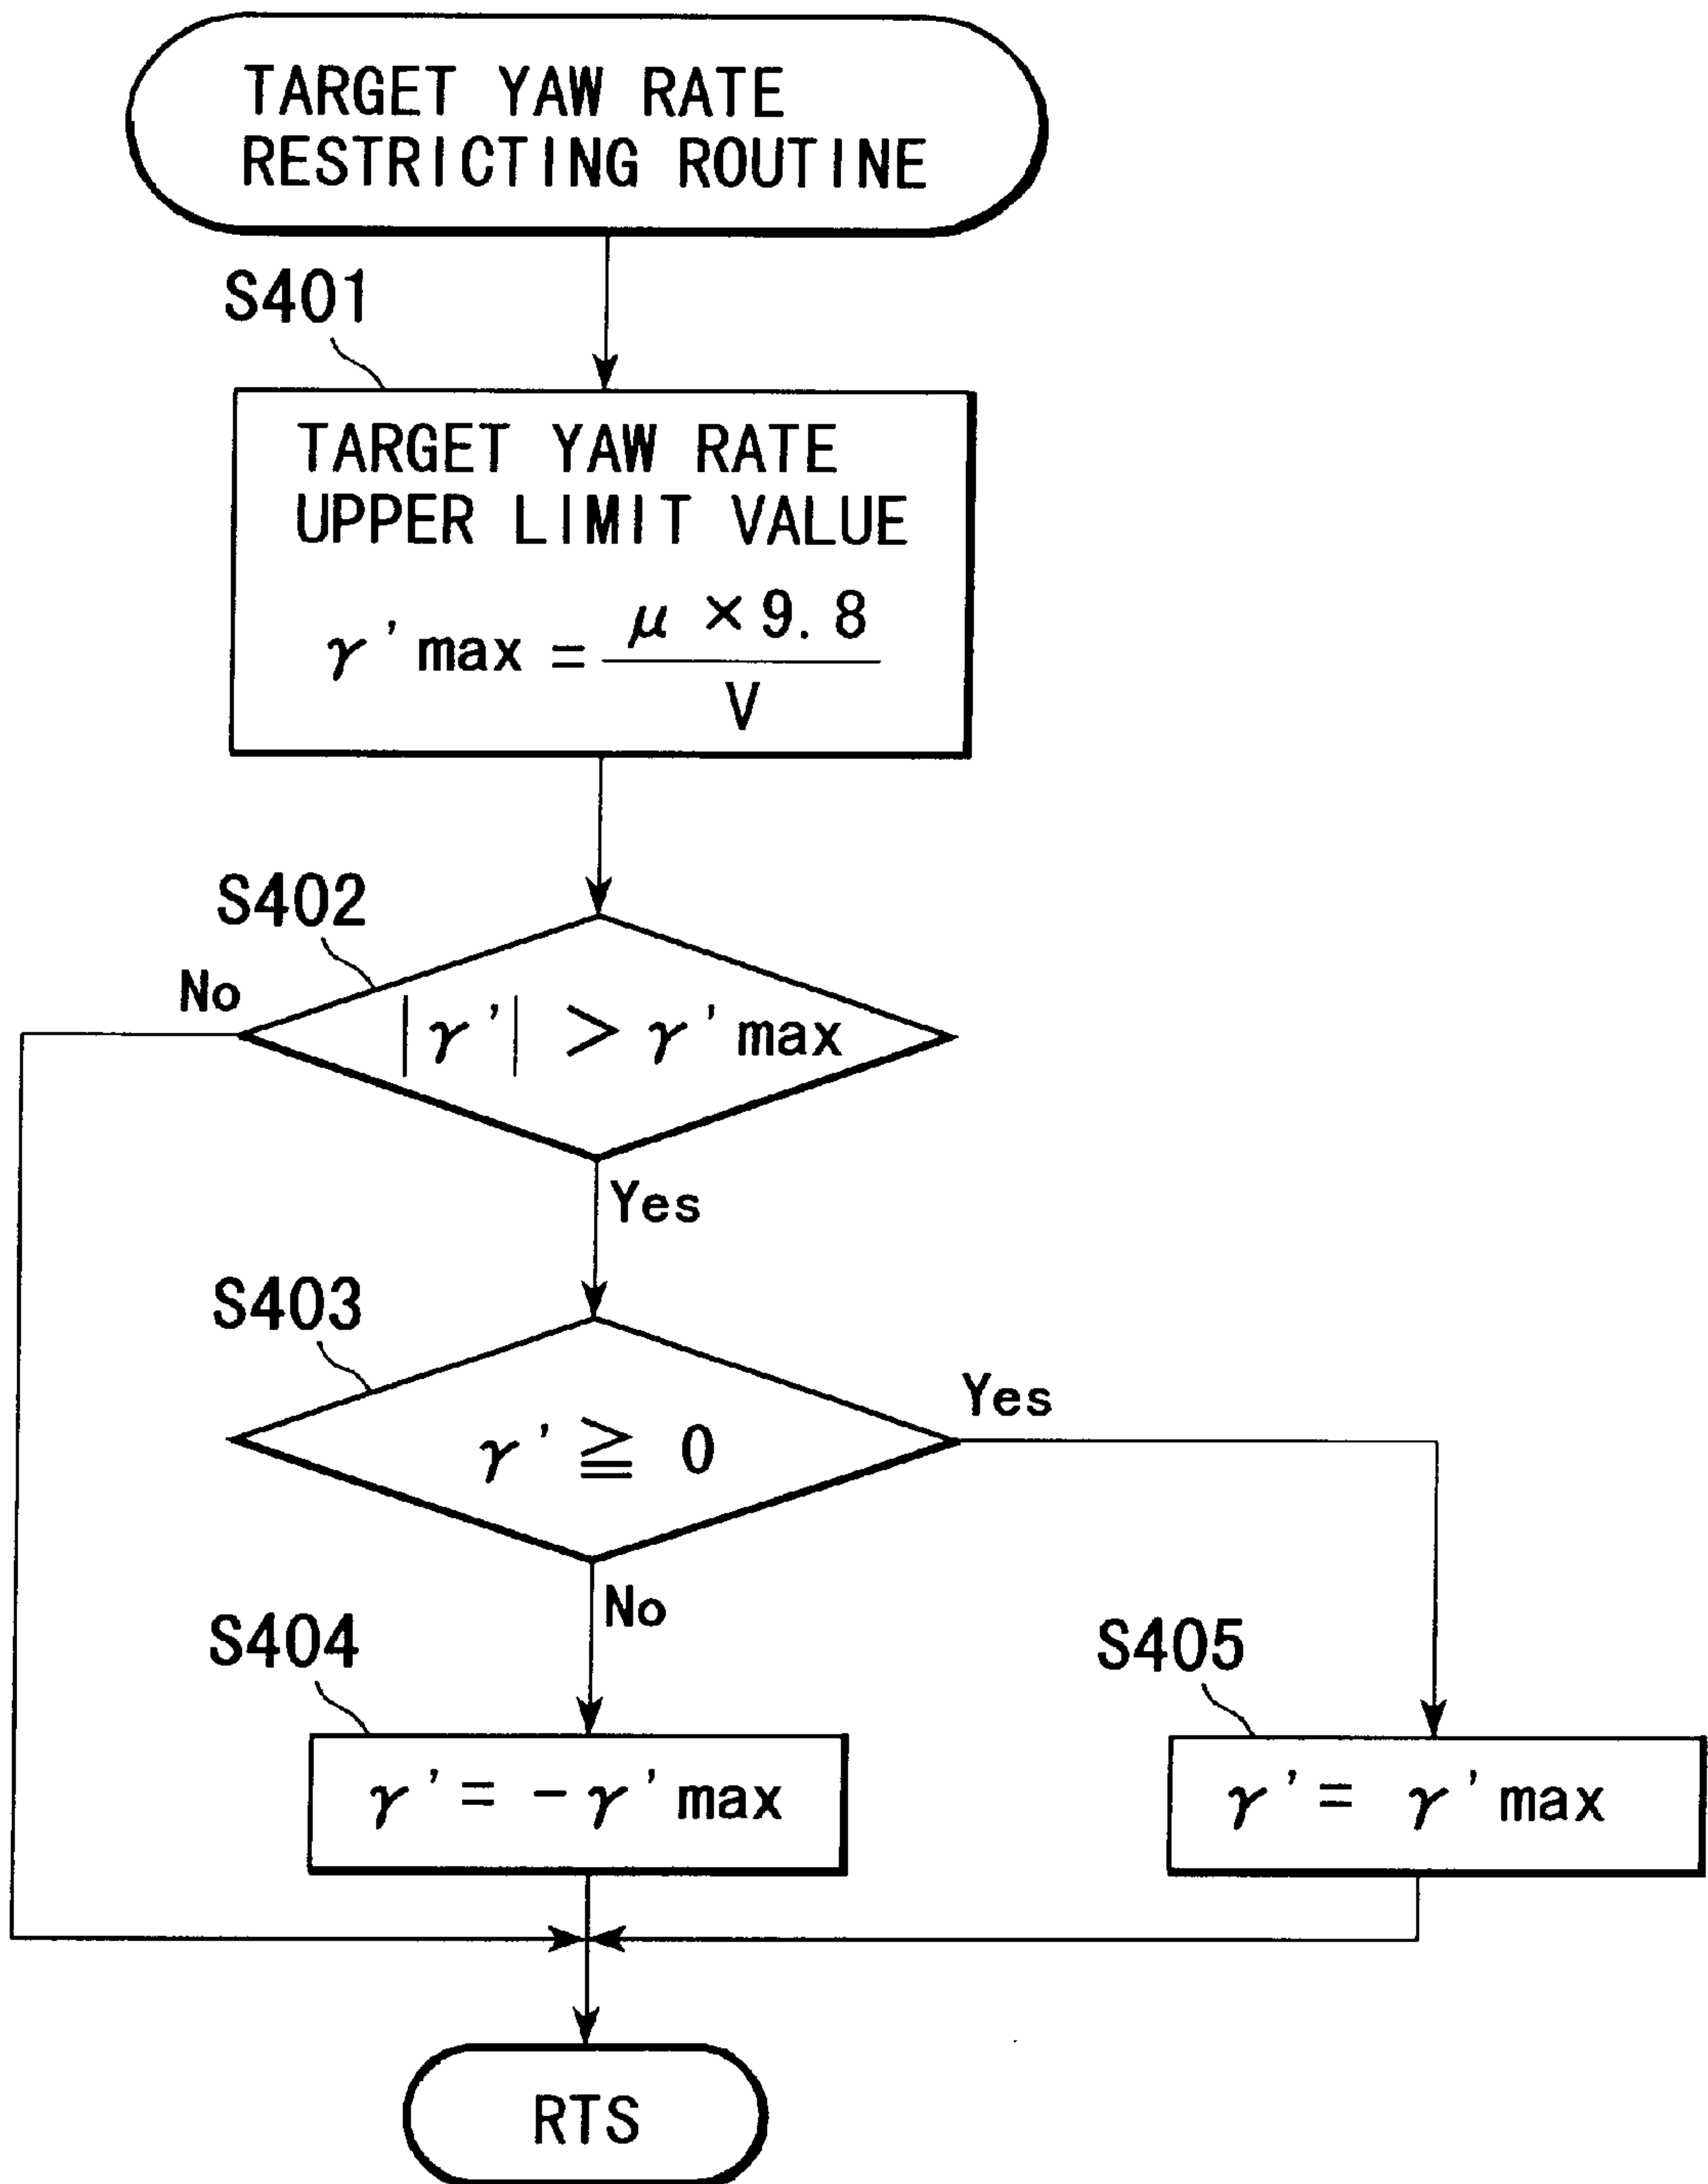 TARGET YAW RATE
RESTRICTING ROUTINE
S401
TARGET YAW RATE
UPPER LIMIT VALUE
γ'max = μ × 9.8 / V
S402
No
|γ'| > γ'max
Yes
S403
Yes
γ' ≧ 0
No
S404
S405
γ' = -γ'max
γ' = γ'max
RTS